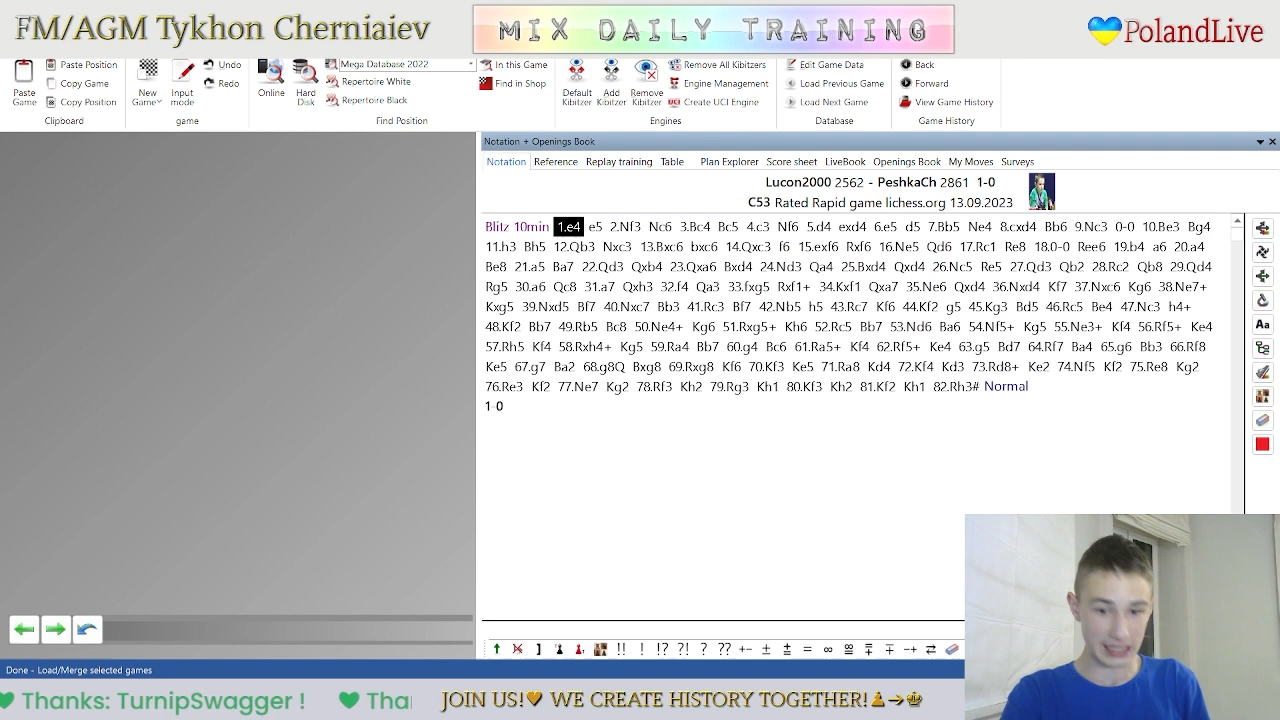 FM/AGM Tykhon Cherniaiev
MIX DAILY TRAINING
PolandLive
Paste Game
Paste Position
Copy Game
Copy Position
Clipboard
New Game
Input mode
Undo
Redo
game
Online
Hard Disk
Mega Database 2022
Repertoire White
Repertoire Black
In this Game
Find in Shop
Find Position
Default Kibitzer
Add Kibitzer
Remove Kibitzer
Remove All Kibitzers
Engine Management
UCI Create UCI Engine
Engines
Edit Game Data
Load Previous Game
Load Next Game
Database
Back
Forward
View Game History
Game History
Notation + Openings Book
Notation Reference Replay training Table Plan Explorer Score sheet LiveBook Openings Book My Moves Surveys
Lucon2000 2562 - PeshkaCh 2861 1-0
C53 Rated Rapid game lichess.org 13.09.2023
Blitz 10min 1.e4 e5 2.Nf3 Nc6 3.Bc4 Bc5 4.c3 Nf6 5.d4 exd4 6.e5 d5 7.Bb5 Ne4 8.cxd4 Bb6 9.Nc3 0-0 10.Be3 Bg4
11.h3 Bh5 12.Qb3 Nxc3 13.Bxc6 bxc6 14.Qxc3 f6 15.exf6 Rxf6 16.Ne5 Qd6 17.Rc1 Re8 18.0-0 Ree6 19.b4 a6 20.a4
Be8 21.a5 Ba7 22.Qd3 Qxb4 23.Qxa6 Bxd4 24.Nd3 Qa4 25.Bxd4 Qxd4 26.Nc5 Re5 27.Qd3 Qb2 28.Rc2 Qb8 29.Qd4
Rg5 30.a6 Qc8 31.a7 Qxh3 32.f4 Qa3 33.fxg5 Rxf1+ 34.Kxf1 Qxa7 35.Ne6 Qxd4 36.Nxd4 Kf7 37.Nxc6 Kg6 38.Ne7+
Kxg5 39.Nxd5 Bf7 40.Nxc7 Bb3 41.Rc3 Bf7 42.Nb5 h5 43.Rc7 Kf6 44.Kf2 g5 45.Kg3 Bd5 46.Rc5 Be4 47.Nc3 h4+
48.Kf2 Bb7 49.Rb5 Bc8 50.Ne4+ Kg6 51.Rxg5+ Kh6 52.Rc5 Bb7 53.Nd6 Ba6 54.Nf5+ Kg5 55.Ne3+ Kf4 56.Rf5+ Ke4
57.Rh5 Kf4 58.Rxh4+ Kg5 59.Ra4 Bb7 60.g4 Bc6 61.Ra5+ Kf4 62.Rf5+ Ke4 63.g5 Bd7 64.Rf7 Ba4 65.g6 Bb3 66.Rf8
Ke5 67.g7 Ba2 68.g8Q Bxg8 69.Rxg8 Kf6 70.Kf3 Ke5 71.Ra8 Kd4 72.Kf4 Kd3 73.Rd8+ Ke2 74.Nf5 Kf2 75.Re8 Kg2
76.Re3 Kf2 77.Ne7 Kg2 78.Rf3 Kh2 79.Rg3 Kh1 80.Kf3 Kh2 81.Kf2 Kh1 82.Rh3# Normal
1-0
Aa
] !! ! !? ?! ? ?? +- ± ± = ∞ ⯹ ∓ ∓ -+ ⇄
Done - Load/Merge selected games
Thanks: TurnipSwagger ! Tha
JOIN US! WE CREATE HISTORY TOGETHER!